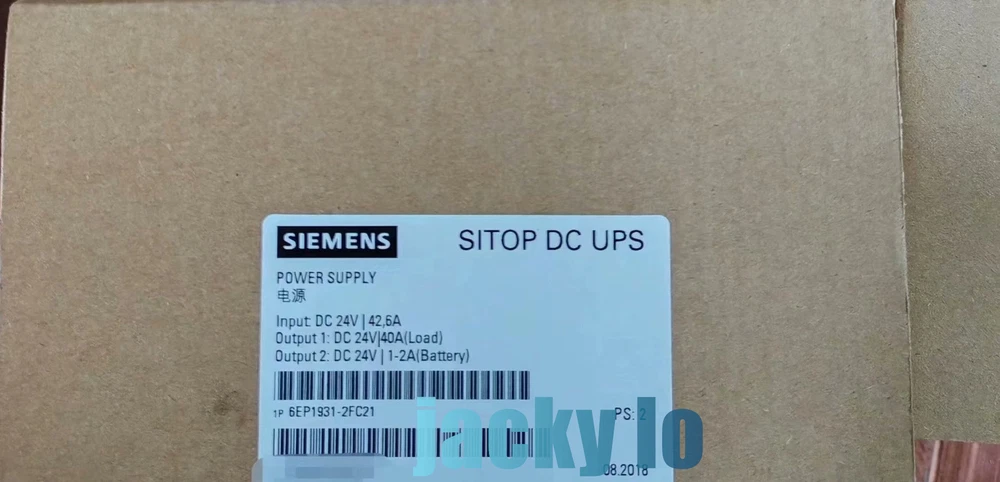 SIEMENS
SITOP DC UPS
POWER SUPPLY
电源
Input: DC 24V | 42,6A
Output 1: DC 24V|40A(Load)
Output 2: DC 24V | 1-2A(Battery)
1P 6EP1931-2FC21
PS: 2
jacky lo
08.2018